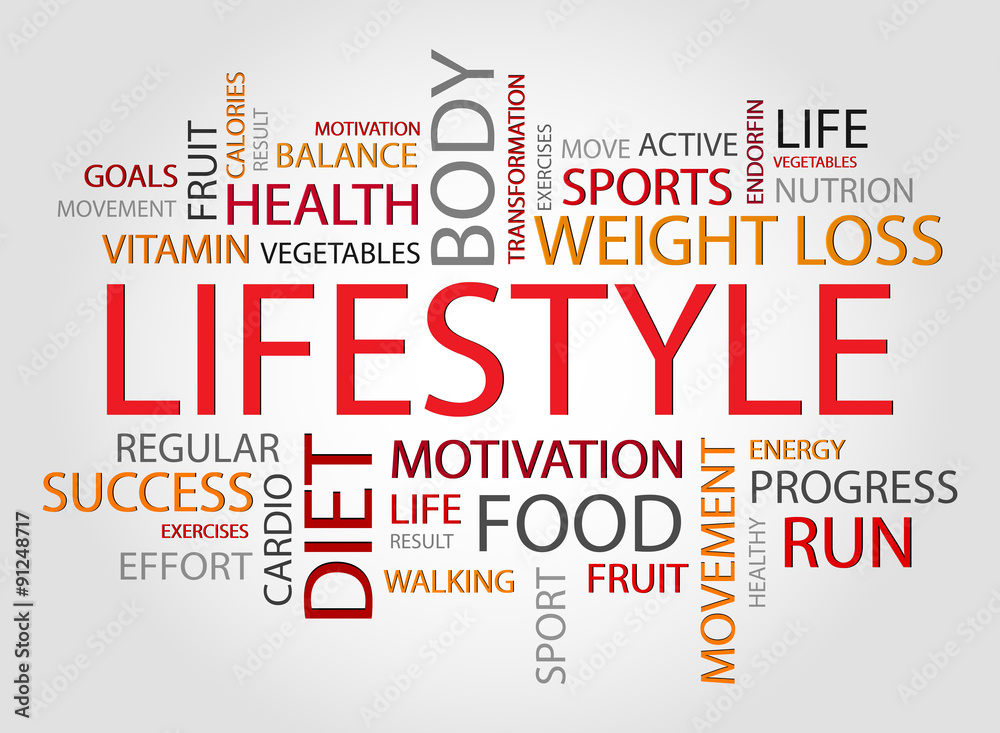 BODY
CALORIES
RESULT
FRUIT
MOTIVATION
BALANCE
GOALS
MOVEMENT
HEALTH
VITAMIN
VEGETABLES
TRANSFORMATION
EXERCISES
MOVE
ACTIVE
SPORTS
ENDORFIN
LIFE
VEGETABLES
NUTRION
WEIGHT LOSS
LIFESTYLE
REGULAR
SUCCESS
EXERCISES
EFFORT
CARDIO
DIET
MOTIVATION
LIFE
RESULT
FOOD
WALKING
SPORT
FRUIT
MOVEMENT
ENERGY
PROGRESS
HEALTHY
RUN
Adobe Stock | #91248717